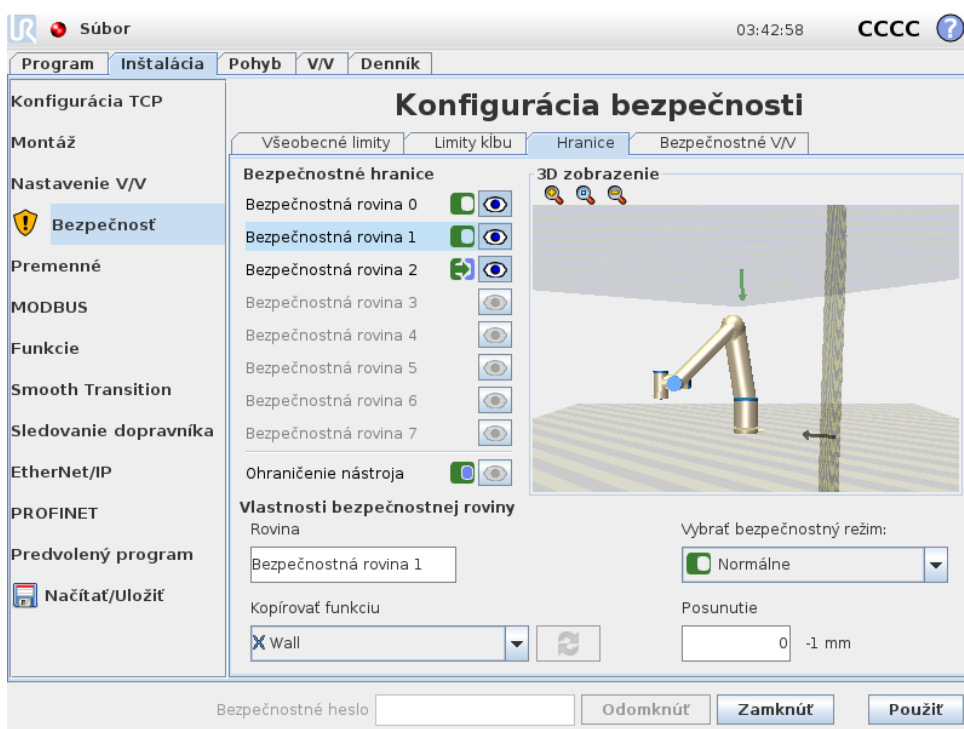 UR Súbor 03:42:58 CCCC ?
Program Inštalácia Pohyb V/V Denník
Konfigurácia TCP
Montáž
Nastavenie V/V
Bezpečnosť
Premenné
MODBUS
Funkcie
Smooth Transition
Sledovanie dopravníka
EtherNet/IP
PROFINET
Predvolený program
Načítať/Uložiť
Konfigurácia bezpečnosti
Všeobecné limity Limity kĺbu Hranice Bezpečnostné V/V
Bezpečnostné hranice
Bezpečnostná rovina 0
Bezpečnostná rovina 1
Bezpečnostná rovina 2
Bezpečnostná rovina 3
Bezpečnostná rovina 4
Bezpečnostná rovina 5
Bezpečnostná rovina 6
Bezpečnostná rovina 7
Ohraničenie nástroja
3D zobrazenie
Vlastnosti bezpečnostnej roviny
Rovina
Bezpečnostná rovina 1
Kopírovať funkciu
Wall
Vybrať bezpečnostný režim:
Normálne
Posunutie
0 -1 mm
Bezpečnostné heslo Odomknúť Zamknúť Použiť